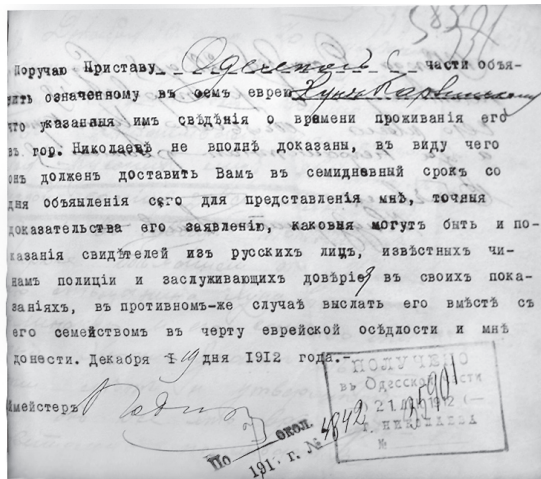 Поручаю Приставу Одесской части объя-
вить означенному въ семъ еврею
что указанныя имъ свѣдѣнія о времени проживанія его
въ гор. Николаевѣ не вполнѣ доказаны, въ виду чего
онъ долженъ доставить Вамъ въ семидневный срокъ со
дня объявленія сего для представленія мнѣ, точныя
доказательства его заявленію, каковыя могутъ быть и по-
казанія свидѣтелей изъ русскихъ лицъ, извѣстныхъ чи-
намъ полиціи и заслуживающихъ довѣрія въ своихъ пока-
заніяхъ, въ противномъ-же случаѣ выслать его вмѣстѣ съ
его семействомъ въ черту еврейской осѣдлости и мнѣ
донести. Декабря 19 дня 1912 года.-
мейстеръ
ПОЛУЧЕНО
въ Одесской части
21 1912
г. НИКОЛАЕВА
№
По окол.
191 г. № 4842